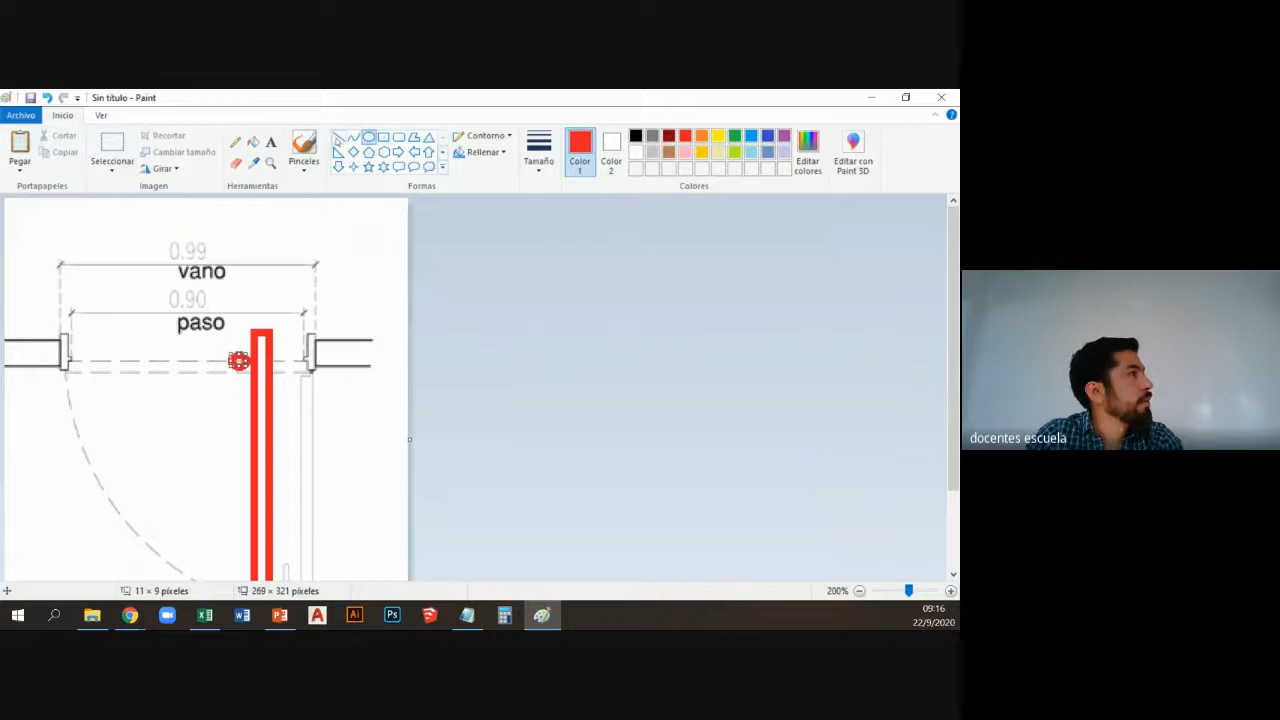 Sin título - Paint
Archivo Inicio Ver
Pegar
Cortar
Copiar
Portapapeles
Seleccionar
Recortar
Cambiar tamaño
Girar
Imagen
A
Herramientas
Pinceles
Contorno
Rellenar
Formas
Tamaño
Color 1
Color 2
Editar colores
Editar con Paint 3D
Colores
0.99
vano
0.90
paso
docentes escuela
11 × 9 píxeles
269 × 321 píxeles
200%
A
Ai
Ps
09:16
22/9/2020